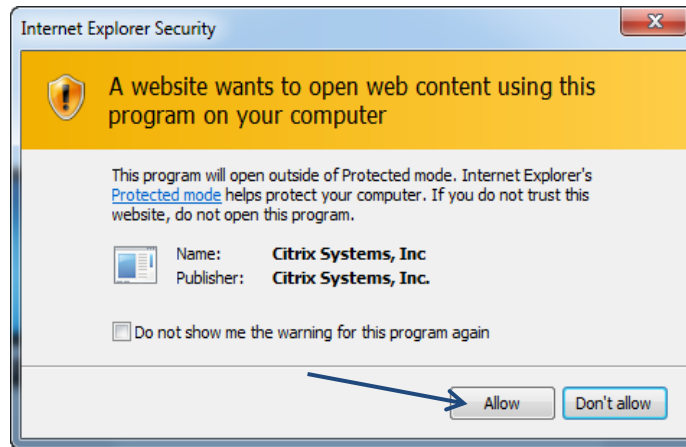 Internet Explorer Security
A website wants to open web content using this
program on your computer
This program will open outside of Protected mode. Internet Explorer's
Protected mode helps protect your computer. If you do not trust this
website, do not open this program.
Name: Citrix Systems, Inc
Publisher: Citrix Systems, Inc.
Do not show me the warning for this program again
Allow Don't allow